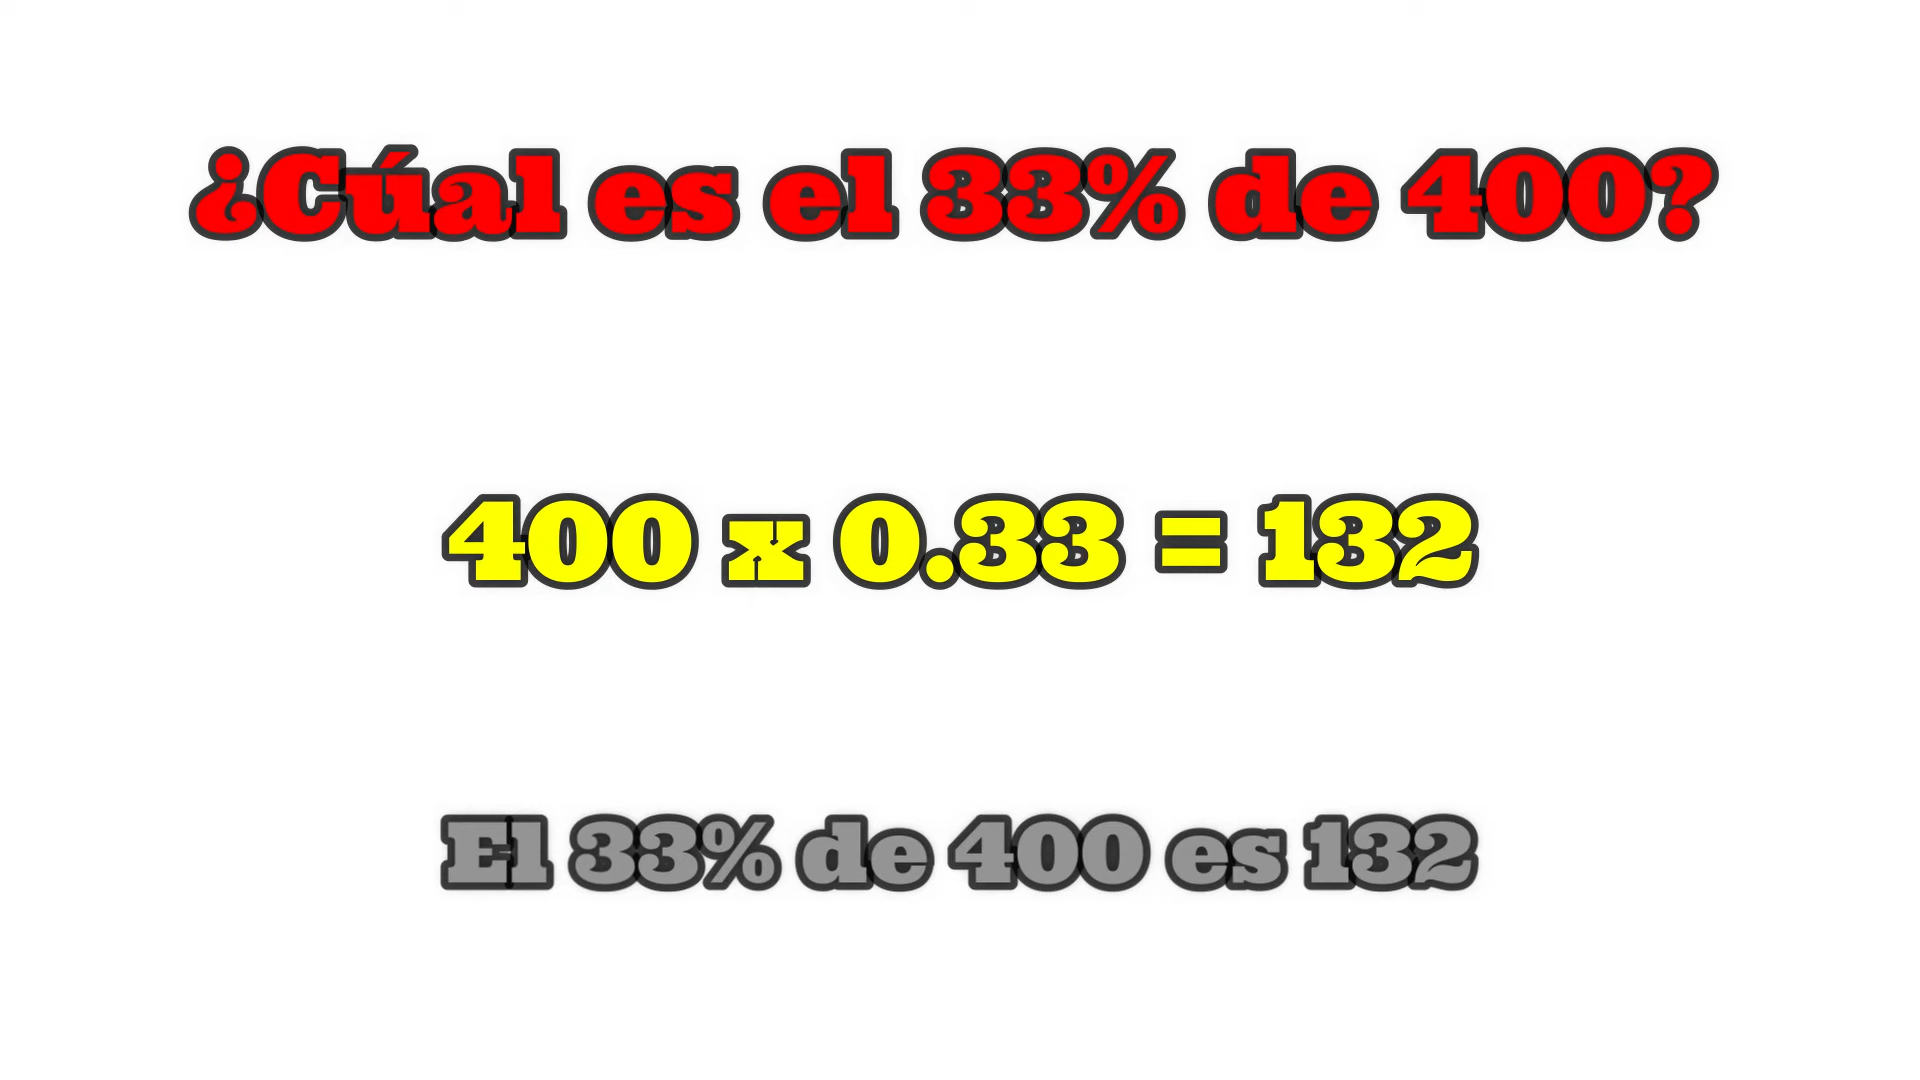 ¿Cúal es el 33% de 400?
400 x 0.33 = 132
El 33% de 400 es 132